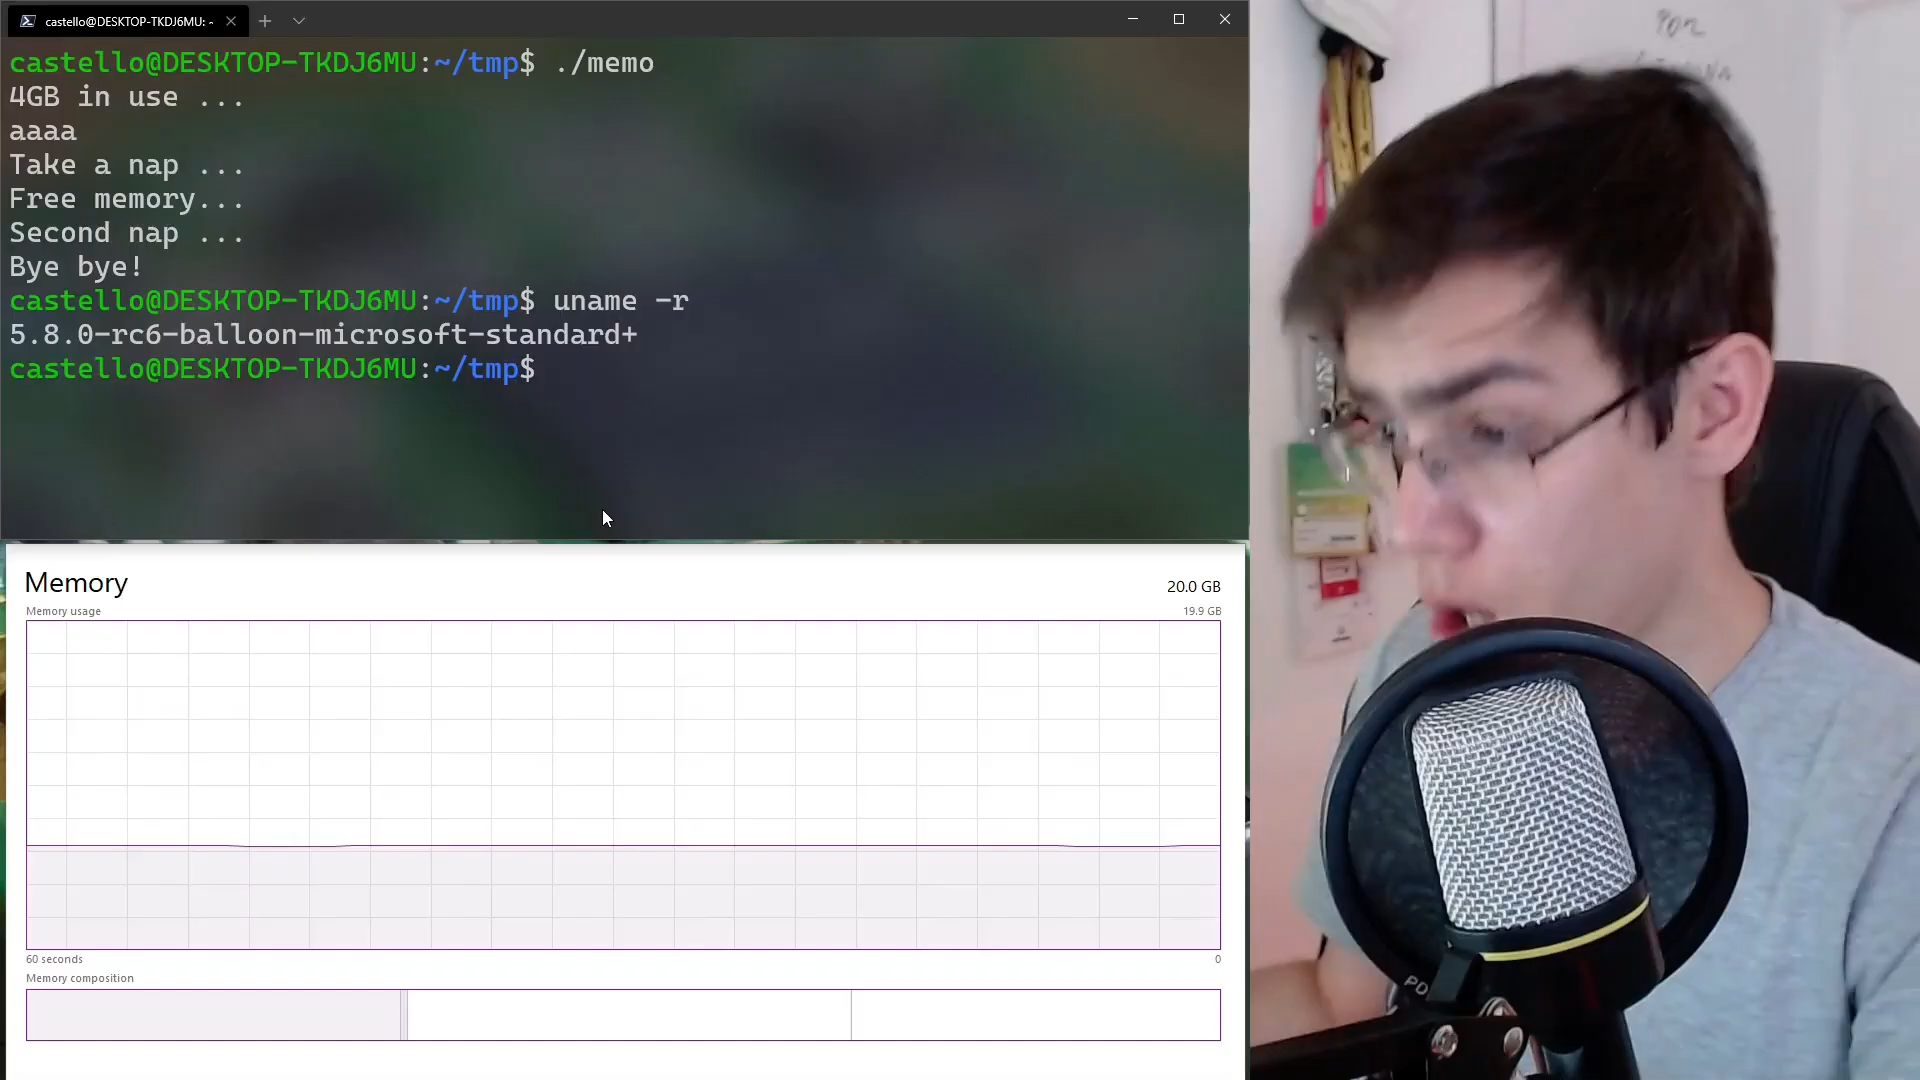 castello@DESKTOP-TKDJ6MU: ~
castello@DESKTOP-TKDJ6MU:~/tmp$ ./memo
4GB in use ...
aaaa
Take a nap ...
Free memory...
Second nap ...
Bye bye!
castello@DESKTOP-TKDJ6MU:~/tmp$ uname -r
5.8.0-rc6-balloon-microsoft-standard+
castello@DESKTOP-TKDJ6MU:~/tmp$
Memory
20.0 GB
Memory usage
19.9 GB
60 seconds
0
Memory composition